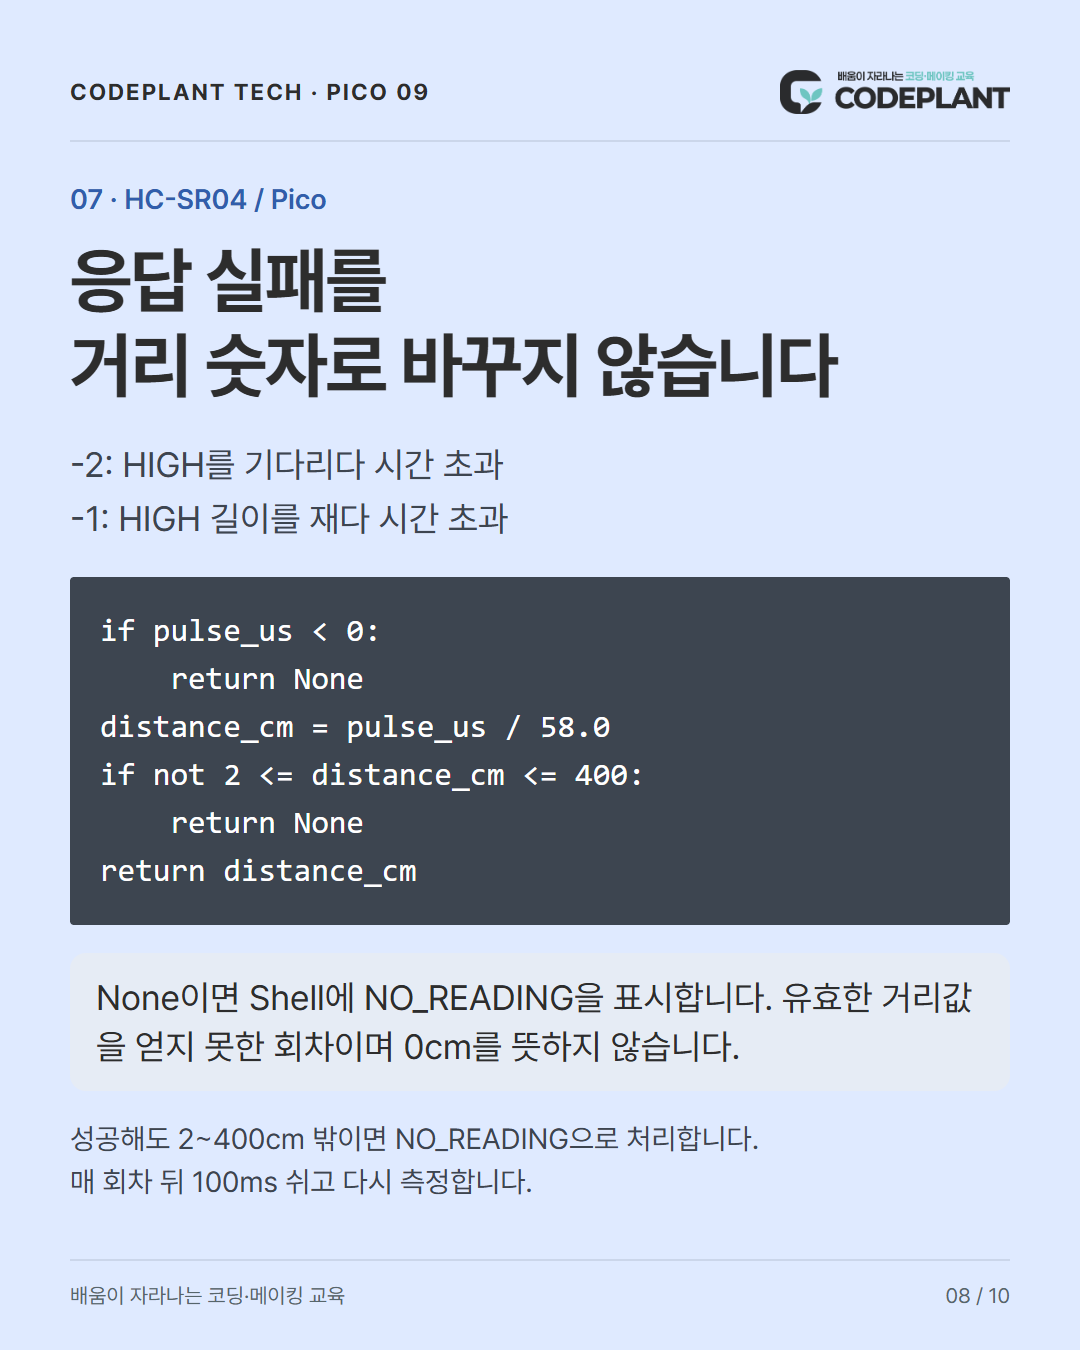 CODEPLANT TECH · PICO 09
배움이 자라나는 코딩·메이킹 교육
CODEPLANT
07 · HC-SR04 / Pico
응답 실패를
거리 숫자로 바꾸지 않습니다
-2: HIGH를 기다리다 시간 초과
-1: HIGH 길이를 재다 시간 초과
if pulse_us < 0:
    return None
distance_cm = pulse_us / 58.0
if not 2 <= distance_cm <= 400:
    return None
return distance_cm
None이면 Shell에 NO_READING을 표시합니다. 유효한 거리값
을 얻지 못한 회차이며 0cm를 뜻하지 않습니다.
성공해도 2~400cm 밖이면 NO_READING으로 처리합니다.
매 회차 뒤 100ms 쉬고 다시 측정합니다.
배움이 자라나는 코딩·메이킹 교육
08 / 10